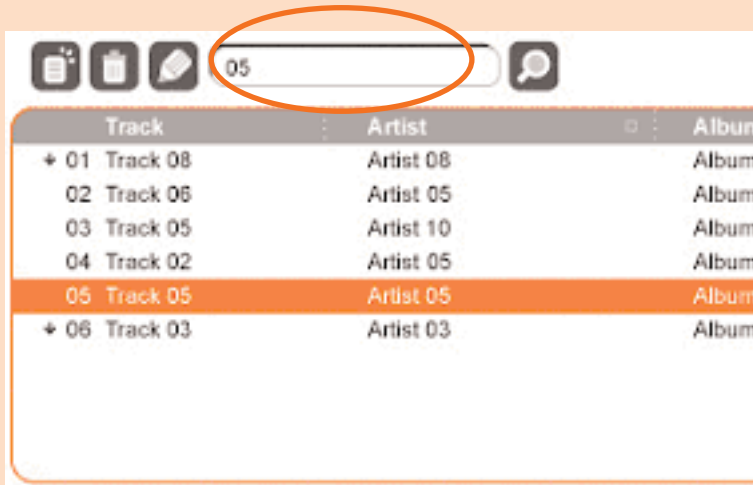 05
Track Artist Album
01 Track 08 Artist 08 Album
02 Track 06 Artist 05 Album
03 Track 05 Artist 10 Album
04 Track 02 Artist 05 Album
05 Track 05 Artist 05 Album
06 Track 03 Artist 03 Album